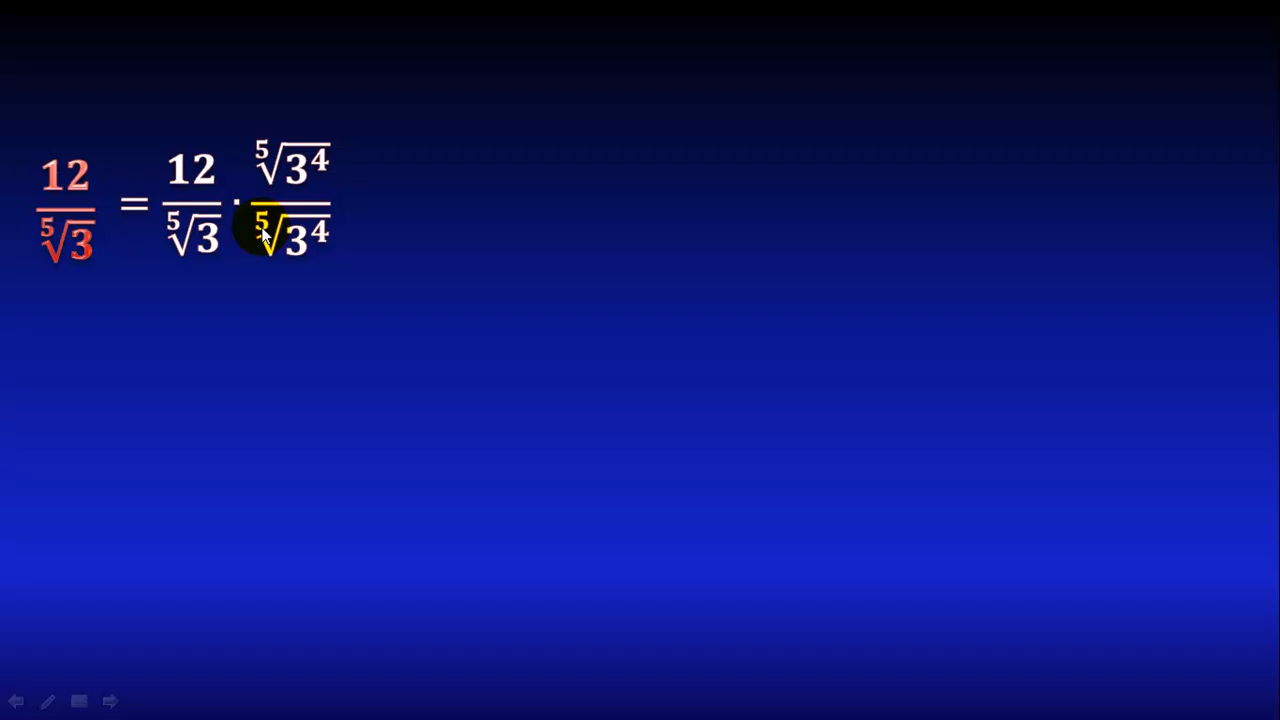 12/⁵√3 = 12/⁵√3 · ⁵√3⁴/⁵√3⁴